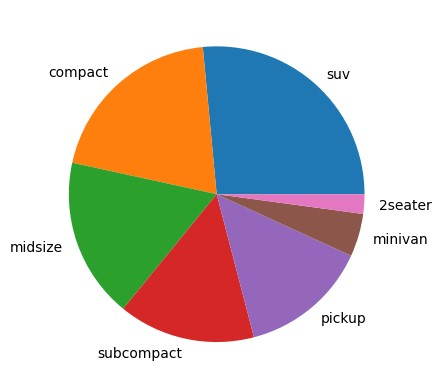 suv
compact
midsize
subcompact
pickup
minivan
2seater